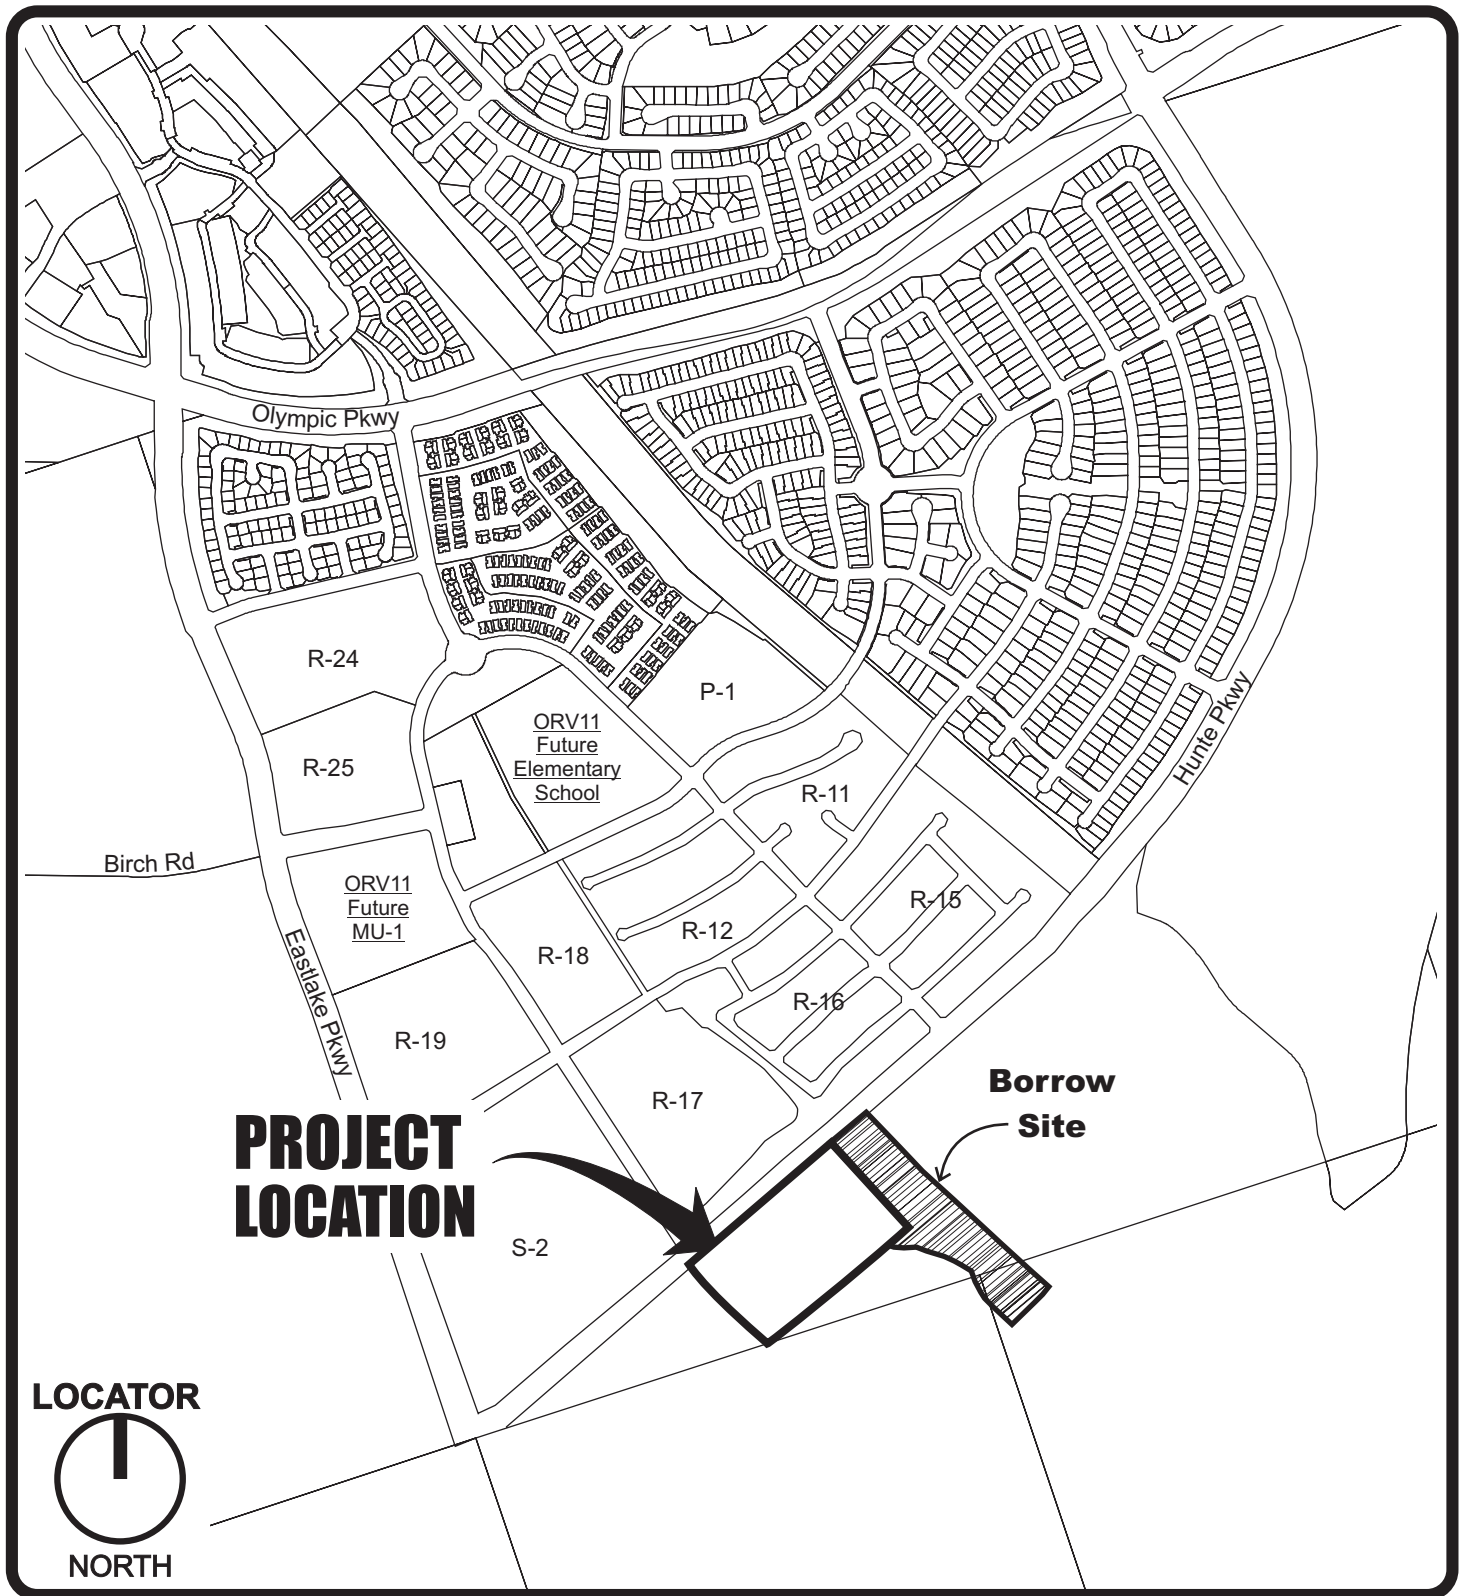 Olympic Pkwy
R-24
P-1
ORV11
Future
Elementary
School
R-25
Hunte Pkwy
R-11
Birch Rd
ORV11
Future
MU-1
R-15
R-12
Eastlake Pkwy
R-18
R-16
R-19
R-17
Borrow
Site
PROJECT
LOCATION
S-2
LOCATOR
NORTH